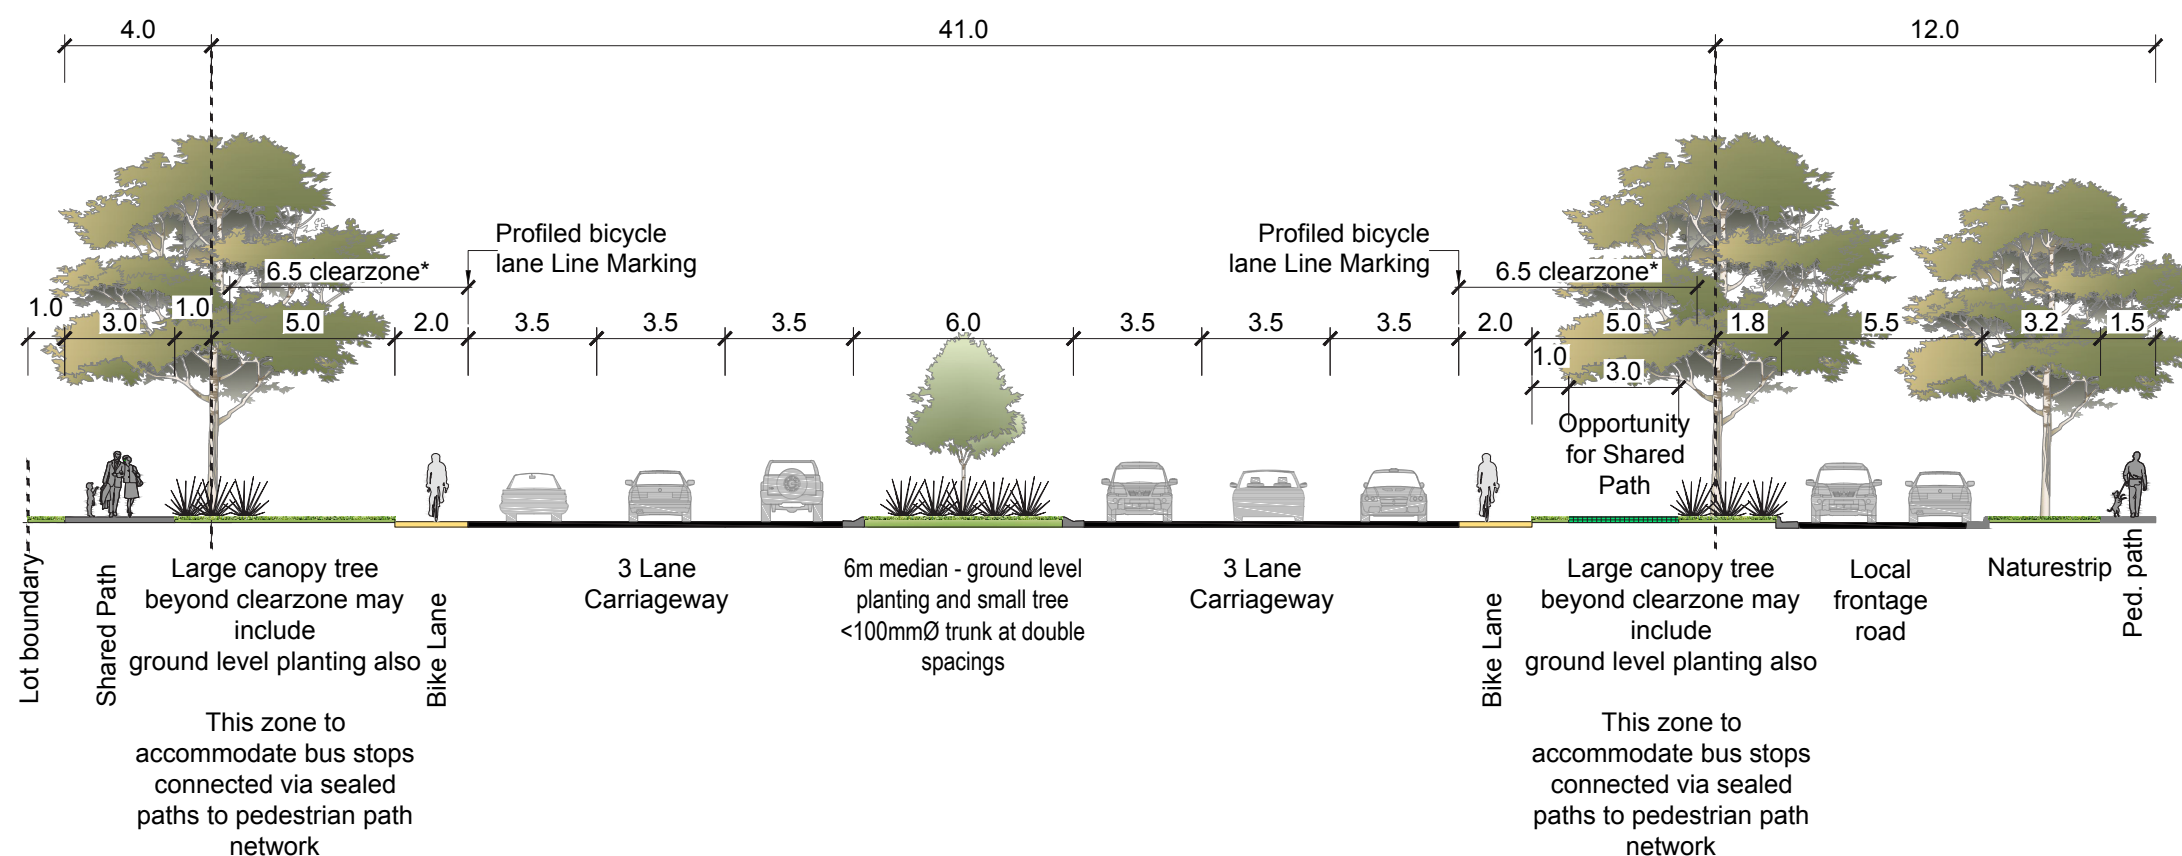 4.0
41.0
12.0
Profiled bicycle
lane Line Marking
Profiled bicycle
lane Line Marking
6.5 clearzone*
6.5 clearzone*
1.0
3.0
1.0
5.0
2.0
3.5
3.5
3.5
6.0
3.5
3.5
3.5
2.0
5.0
1.8
5.5
3.2
1.5
1.0
3.0
Opportunity
for Shared
Path
Lot boundary
Shared Path
Large canopy tree
beyond clearzone may
include
ground level planting also
This zone to
accommodate bus stops
connected via sealed
paths to pedestrian path
network
Bike Lane
3 Lane
Carriageway
6m median - ground level
planting and small tree
<100mmØ trunk at double
spacings
3 Lane
Carriageway
Bike Lane
Large canopy tree
beyond clearzone may
include
ground level planting also
This zone to
accommodate bus stops
connected via sealed
paths to pedestrian path
network
Local
frontage
road
Naturestrip
Ped. path